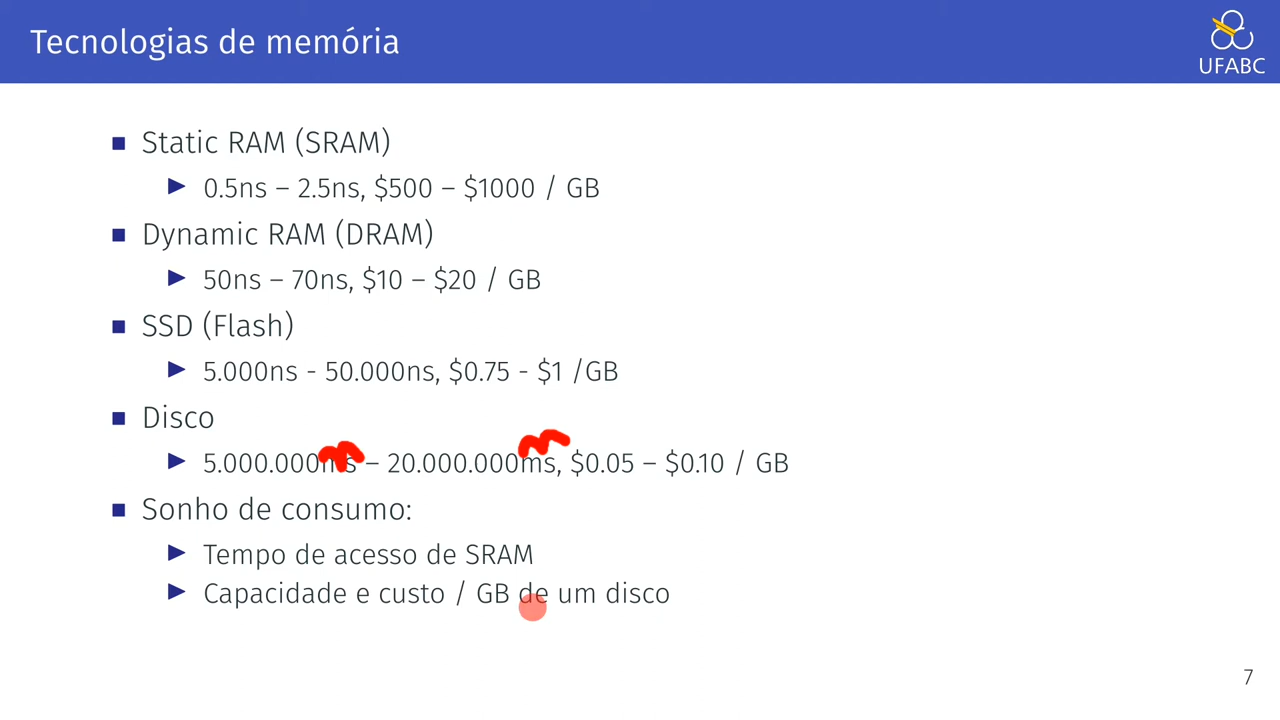 Tecnologias de memória
UFABC
Static RAM (SRAM)
0.5ns – 2.5ns, $500 – $1000 / GB
Dynamic RAM (DRAM)
50ns – 70ns, $10 – $20 / GB
SSD (Flash)
5.000ns - 50.000ns, $0.75 - $1 /GB
Disco
5.000.000ms – 20.000.000ms, $0.05 – $0.10 / GB
Sonho de consumo:
Tempo de acesso de SRAM
Capacidade e custo / GB de um disco
7